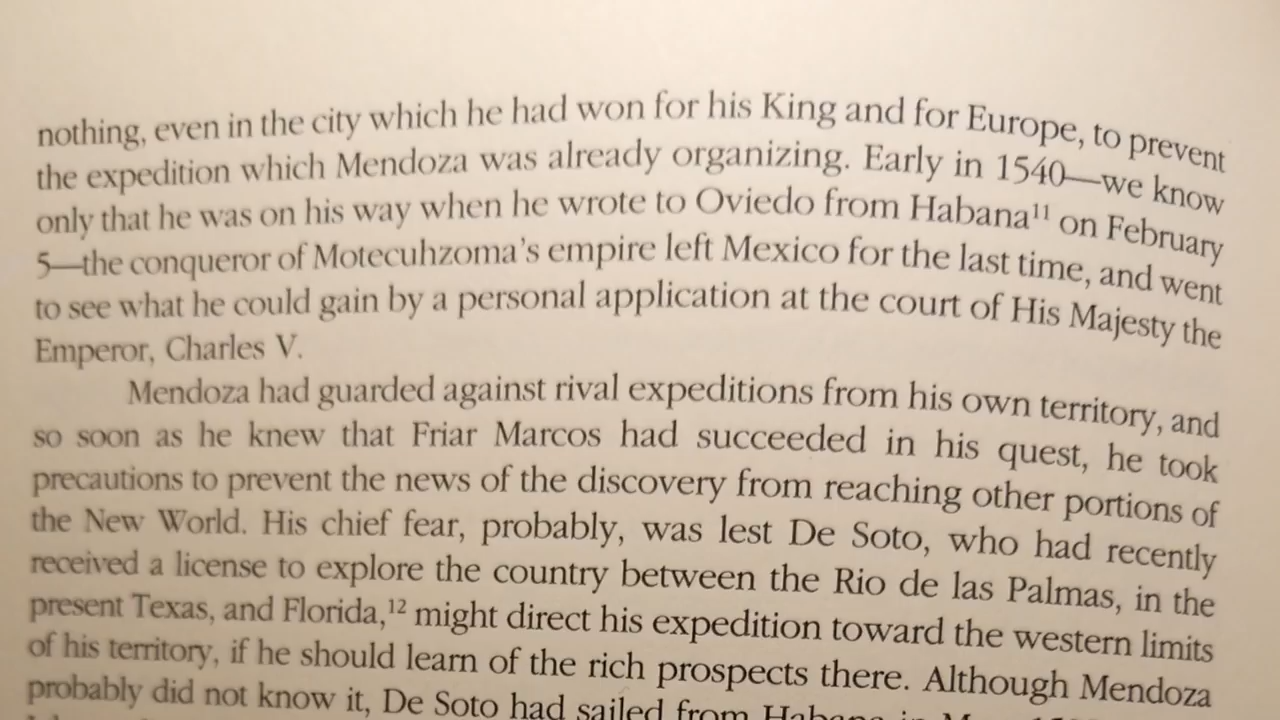 nothing, even in the city which he had won for his King and for Europe, to prevent
the expedition which Mendoza was already organizing. Early in 1540—we know
only that he was on his way when he wrote to Oviedo from Habana¹¹ on February
5—the conqueror of Motecuhzoma's empire left Mexico for the last time, and went
to see what he could gain by a personal application at the court of His Majesty the
Emperor, Charles V.
Mendoza had guarded against rival expeditions from his own territory, and
so soon as he knew that Friar Marcos had succeeded in his quest, he took
precautions to prevent the news of the discovery from reaching other portions of
the New World. His chief fear, probably, was lest De Soto, who had recently
received a license to explore the country between the Rio de las Palmas, in the
present Texas, and Florida,¹² might direct his expedition toward the western limits
of his territory, if he should learn of the rich prospects there. Although Mendoza
probably did not know it, De Soto had sailed from Habana in